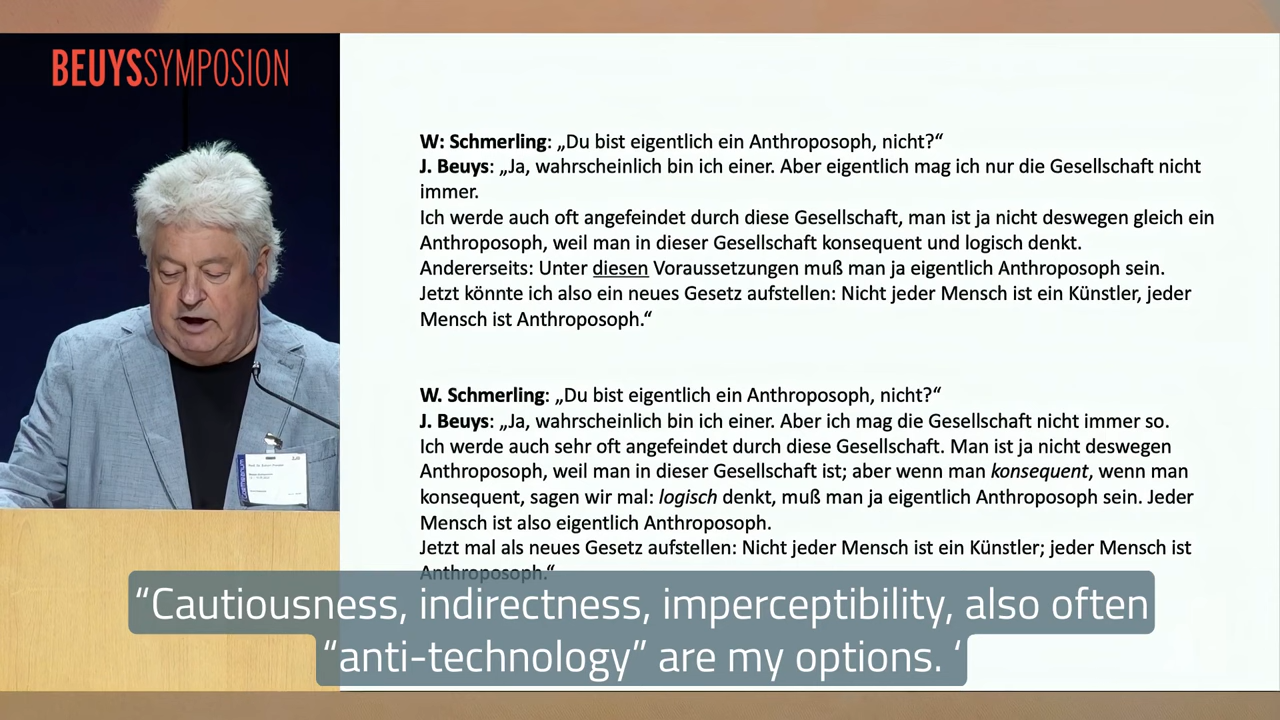 BEUYSSYMPOSION
W: Schmerling: „Du bist eigentlich ein Anthroposoph, nicht?“
J. Beuys: „Ja, wahrscheinlich bin ich einer. Aber eigentlich mag ich nur die Gesellschaft nicht
immer.
Ich werde auch oft angefeindet durch diese Gesellschaft, man ist ja nicht deswegen gleich ein
Anthroposoph, weil man in dieser Gesellschaft konsequent und logisch denkt.
Andererseits: Unter diesen Voraussetzungen muß man ja eigentlich Anthroposoph sein.
Jetzt könnte ich also ein neues Gesetz aufstellen: Nicht jeder Mensch ist ein Künstler, jeder
Mensch ist Anthroposoph.“
W. Schmerling: „Du bist eigentlich ein Anthroposoph, nicht?“
J. Beuys: „Ja, wahrscheinlich bin ich einer. Aber ich mag die Gesellschaft nicht immer so.
Ich werde auch sehr oft angefeindet durch diese Gesellschaft. Man ist ja nicht deswegen
Anthroposoph, weil man in dieser Gesellschaft ist; aber wenn man konsequent, wenn man
konsequent, sagen wir mal: logisch denkt, muß man ja eigentlich Anthroposoph sein. Jeder
Mensch ist also eigentlich Anthroposoph.
Jetzt mal als neues Gesetz aufstellen: Nicht jeder Mensch ist ein Künstler; jeder Mensch ist
Anthroposoph.“
“Cautiousness, indirectness, imperceptibility, also often
“anti-technology” are my options. ‘